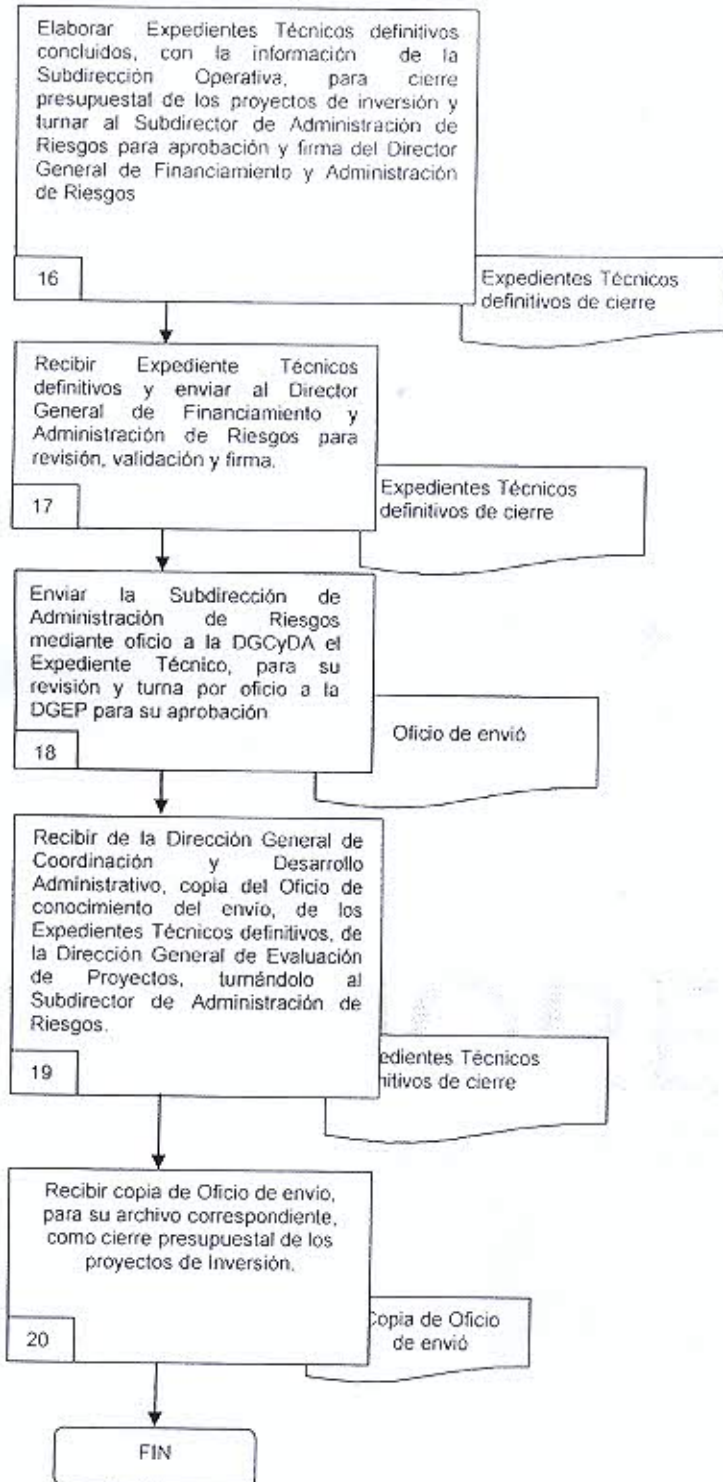 Elaborar Expedientes Técnicos definitivos
concluidos, con la información de la
Subdirección Operativa, para cierre
presupuestal de los proyectos de inversión y
turnar al Subdirector de Administración de
Riesgos para aprobación y firma del Director
General de Financiamiento y Administración
de Riesgos
16
Expedientes Técnicos
definitivos de cierre
Recibir Expediente Técnicos
definitivos y enviar al Director
General de Financiamiento y
Administración de Riesgos para
revisión, validación y firma.
17
Expedientes Técnicos
definitivos de cierre
Enviar la Subdirección de
Administración de Riesgos
mediante oficio a la DGCyDA el
Expediente Técnico, para su
revisión y turna por oficio a la
DGEP para su aprobación
18
Oficio de envió
Recibir de la Dirección General de
Coordinación y Desarrollo
Administrativo, copia del Oficio de
conocimiento del envío, de los
Expedientes Técnicos definitivos, de
la Dirección General de Evaluación
de Proyectos, turnándolo al
Subdirector de Administración de
Riesgos.
19
edientes Técnicos
nitivos de cierre
Recibir copia de Oficio de envío,
para su archivo correspondiente,
como cierre presupuestal de los
proyectos de Inversión.
20
Copia de Oficio
de envió
FIN